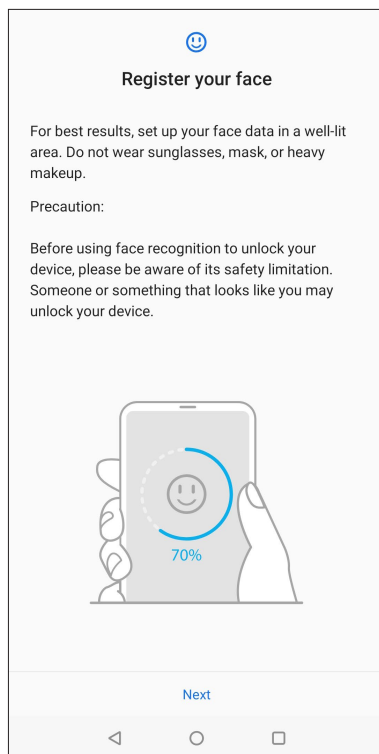 Register your face
For best results, set up your face data in a well-lit
area. Do not wear sunglasses, mask, or heavy
makeup.
Precaution:
Before using face recognition to unlock your
device, please be aware of its safety limitation.
Someone or something that looks like you may
unlock your device.
70%
Next